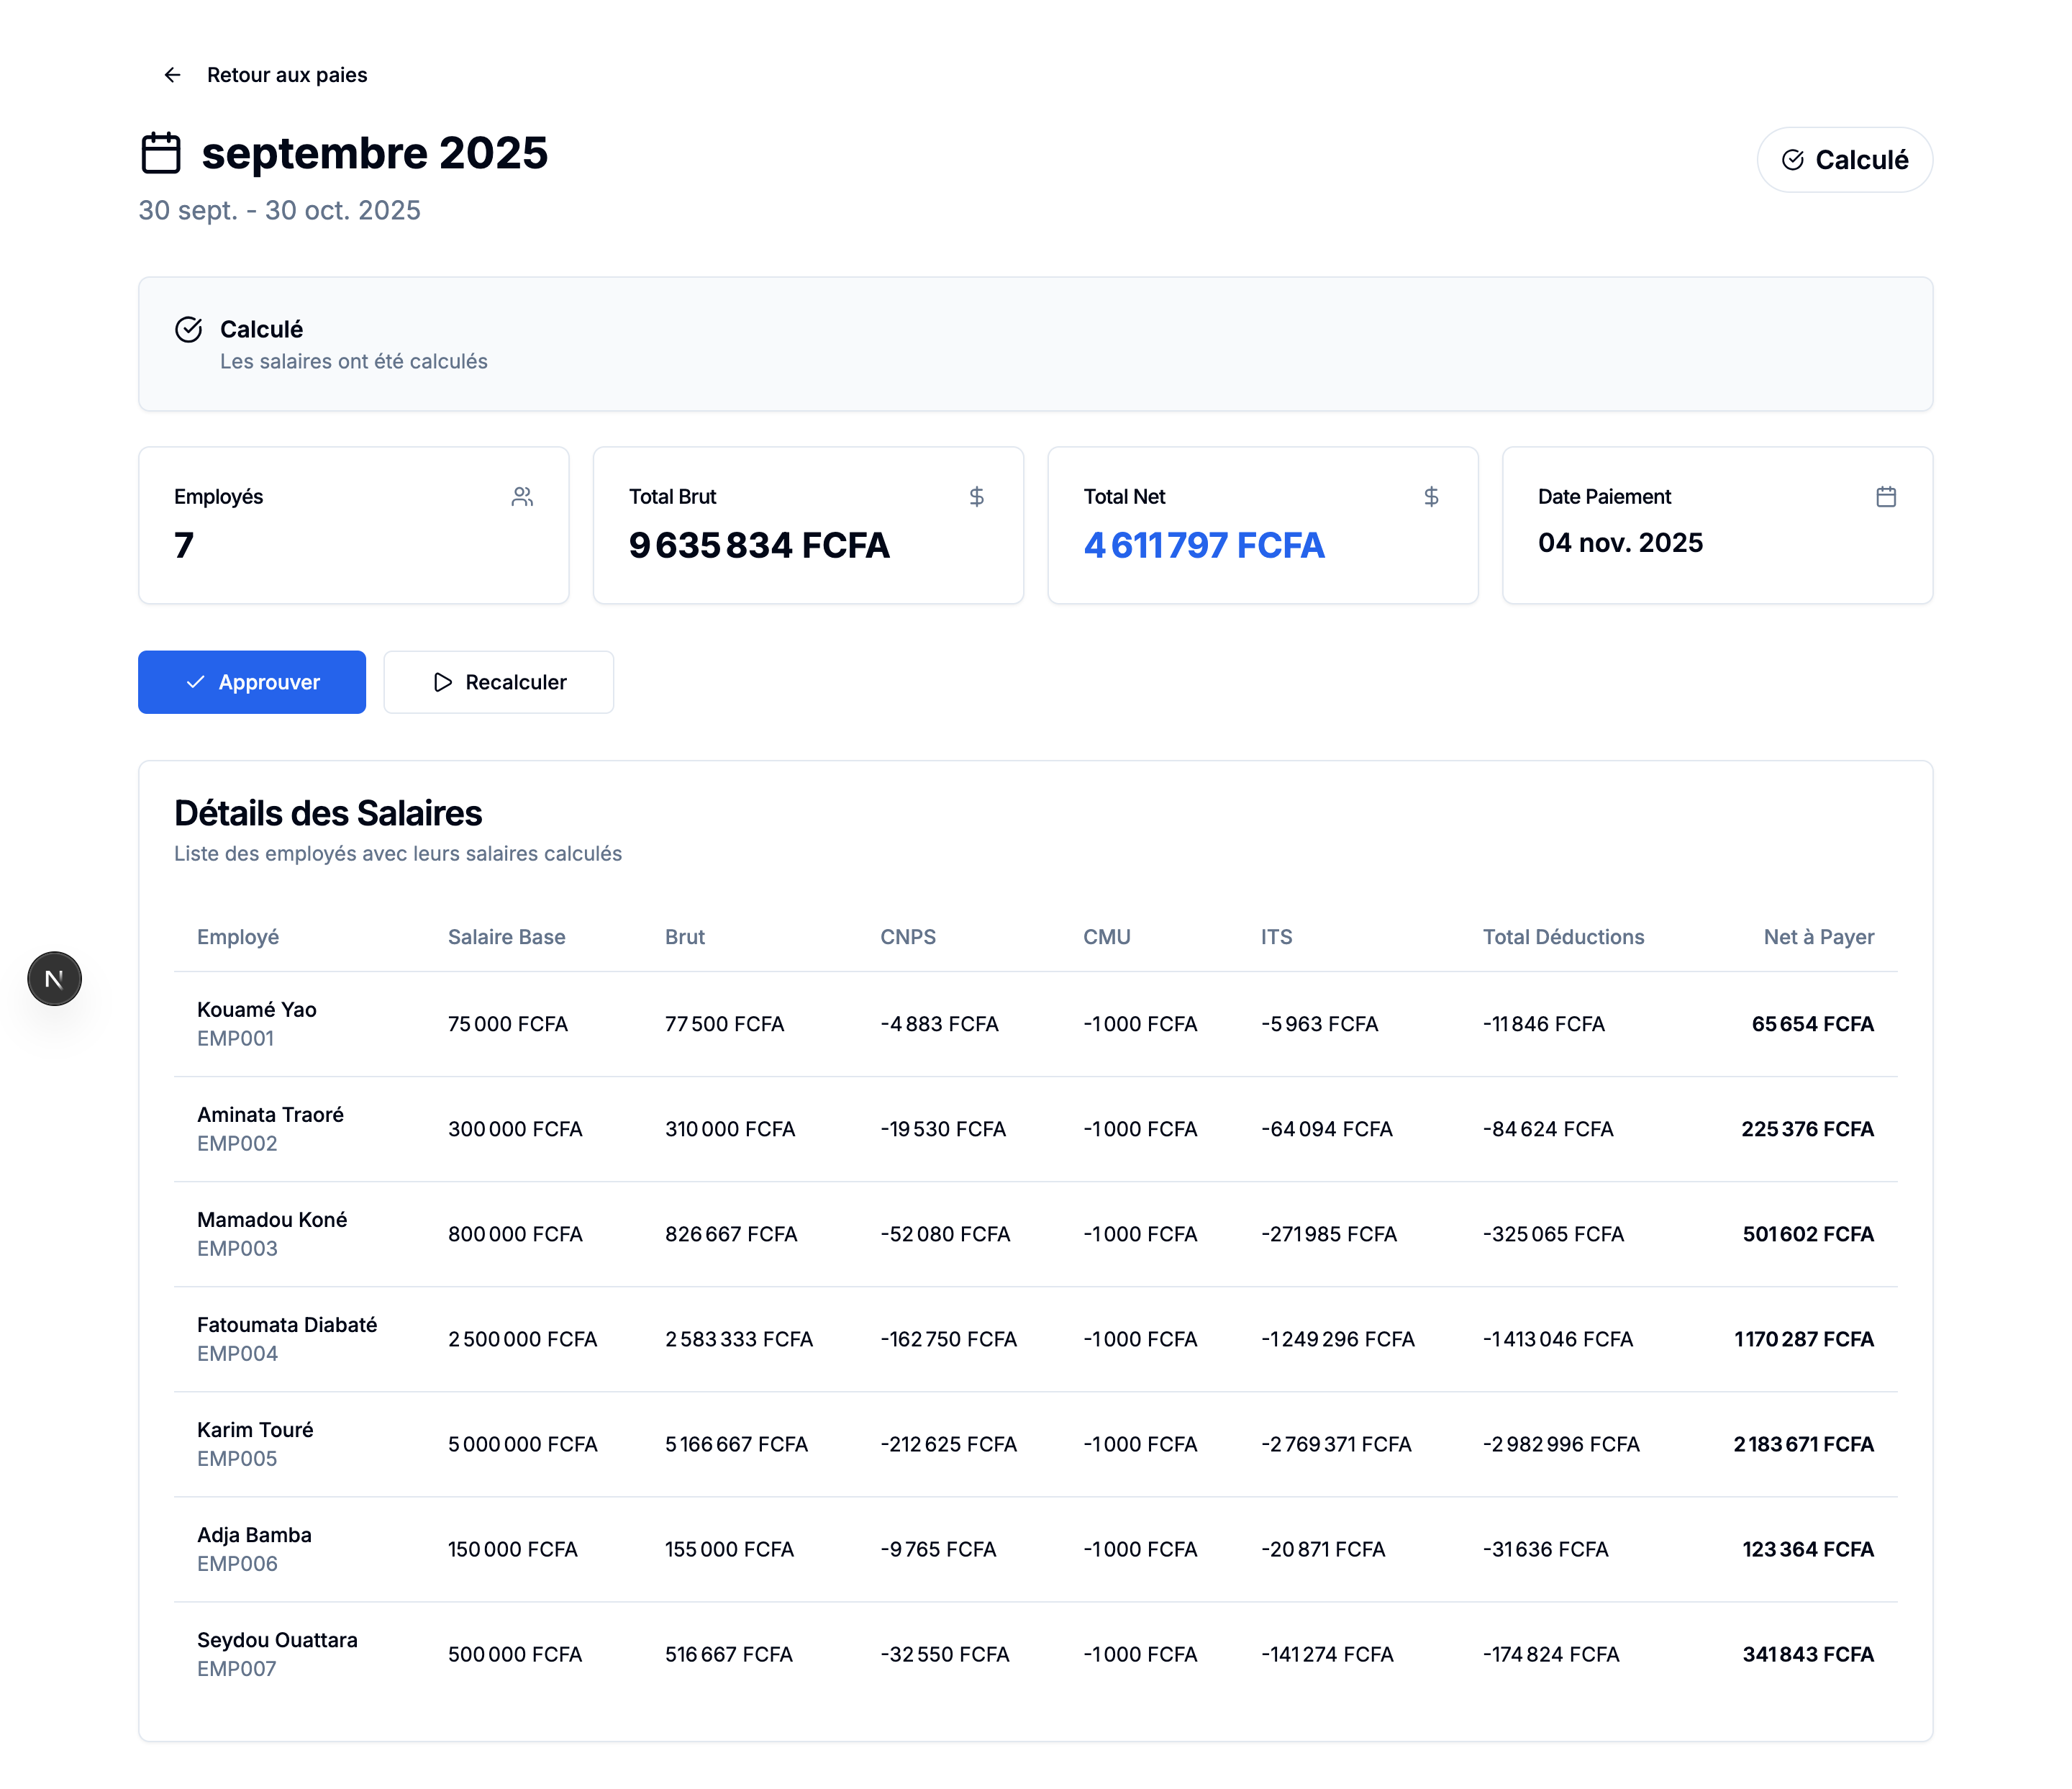 Retour aux paies
septembre 2025
Calculé
30 sept. - 30 oct. 2025
Calculé
Les salaires ont été calculés
Employés
7
Total Brut
9 635 834 FCFA
Total Net
4 611 797 FCFA
Date Paiement
04 nov. 2025
Approuver
Recalculer
Détails des Salaires
Liste des employés avec leurs salaires calculés
Employé Salaire Base Brut CNPS CMU ITS Total Déductions Net à Payer
Kouamé Yao
EMP001
75 000 FCFA 77 500 FCFA -4 883 FCFA -1 000 FCFA -5 963 FCFA -11 846 FCFA 65 654 FCFA
Aminata Traoré
EMP002
300 000 FCFA 310 000 FCFA -19 530 FCFA -1 000 FCFA -64 094 FCFA -84 624 FCFA 225 376 FCFA
Mamadou Koné
EMP003
800 000 FCFA 826 667 FCFA -52 080 FCFA -1 000 FCFA -271 985 FCFA -325 065 FCFA 501 602 FCFA
Fatoumata Diabaté
EMP004
2 500 000 FCFA 2 583 333 FCFA -162 750 FCFA -1 000 FCFA -1 249 296 FCFA -1 413 046 FCFA 1 170 287 FCFA
Karim Touré
EMP005
5 000 000 FCFA 5 166 667 FCFA -212 625 FCFA -1 000 FCFA -2 769 371 FCFA -2 982 996 FCFA 2 183 671 FCFA
Adja Bamba
EMP006
150 000 FCFA 155 000 FCFA -9 765 FCFA -1 000 FCFA -20 871 FCFA -31 636 FCFA 123 364 FCFA
Seydou Ouattara
EMP007
500 000 FCFA 516 667 FCFA -32 550 FCFA -1 000 FCFA -141 274 FCFA -174 824 FCFA 341 843 FCFA
N